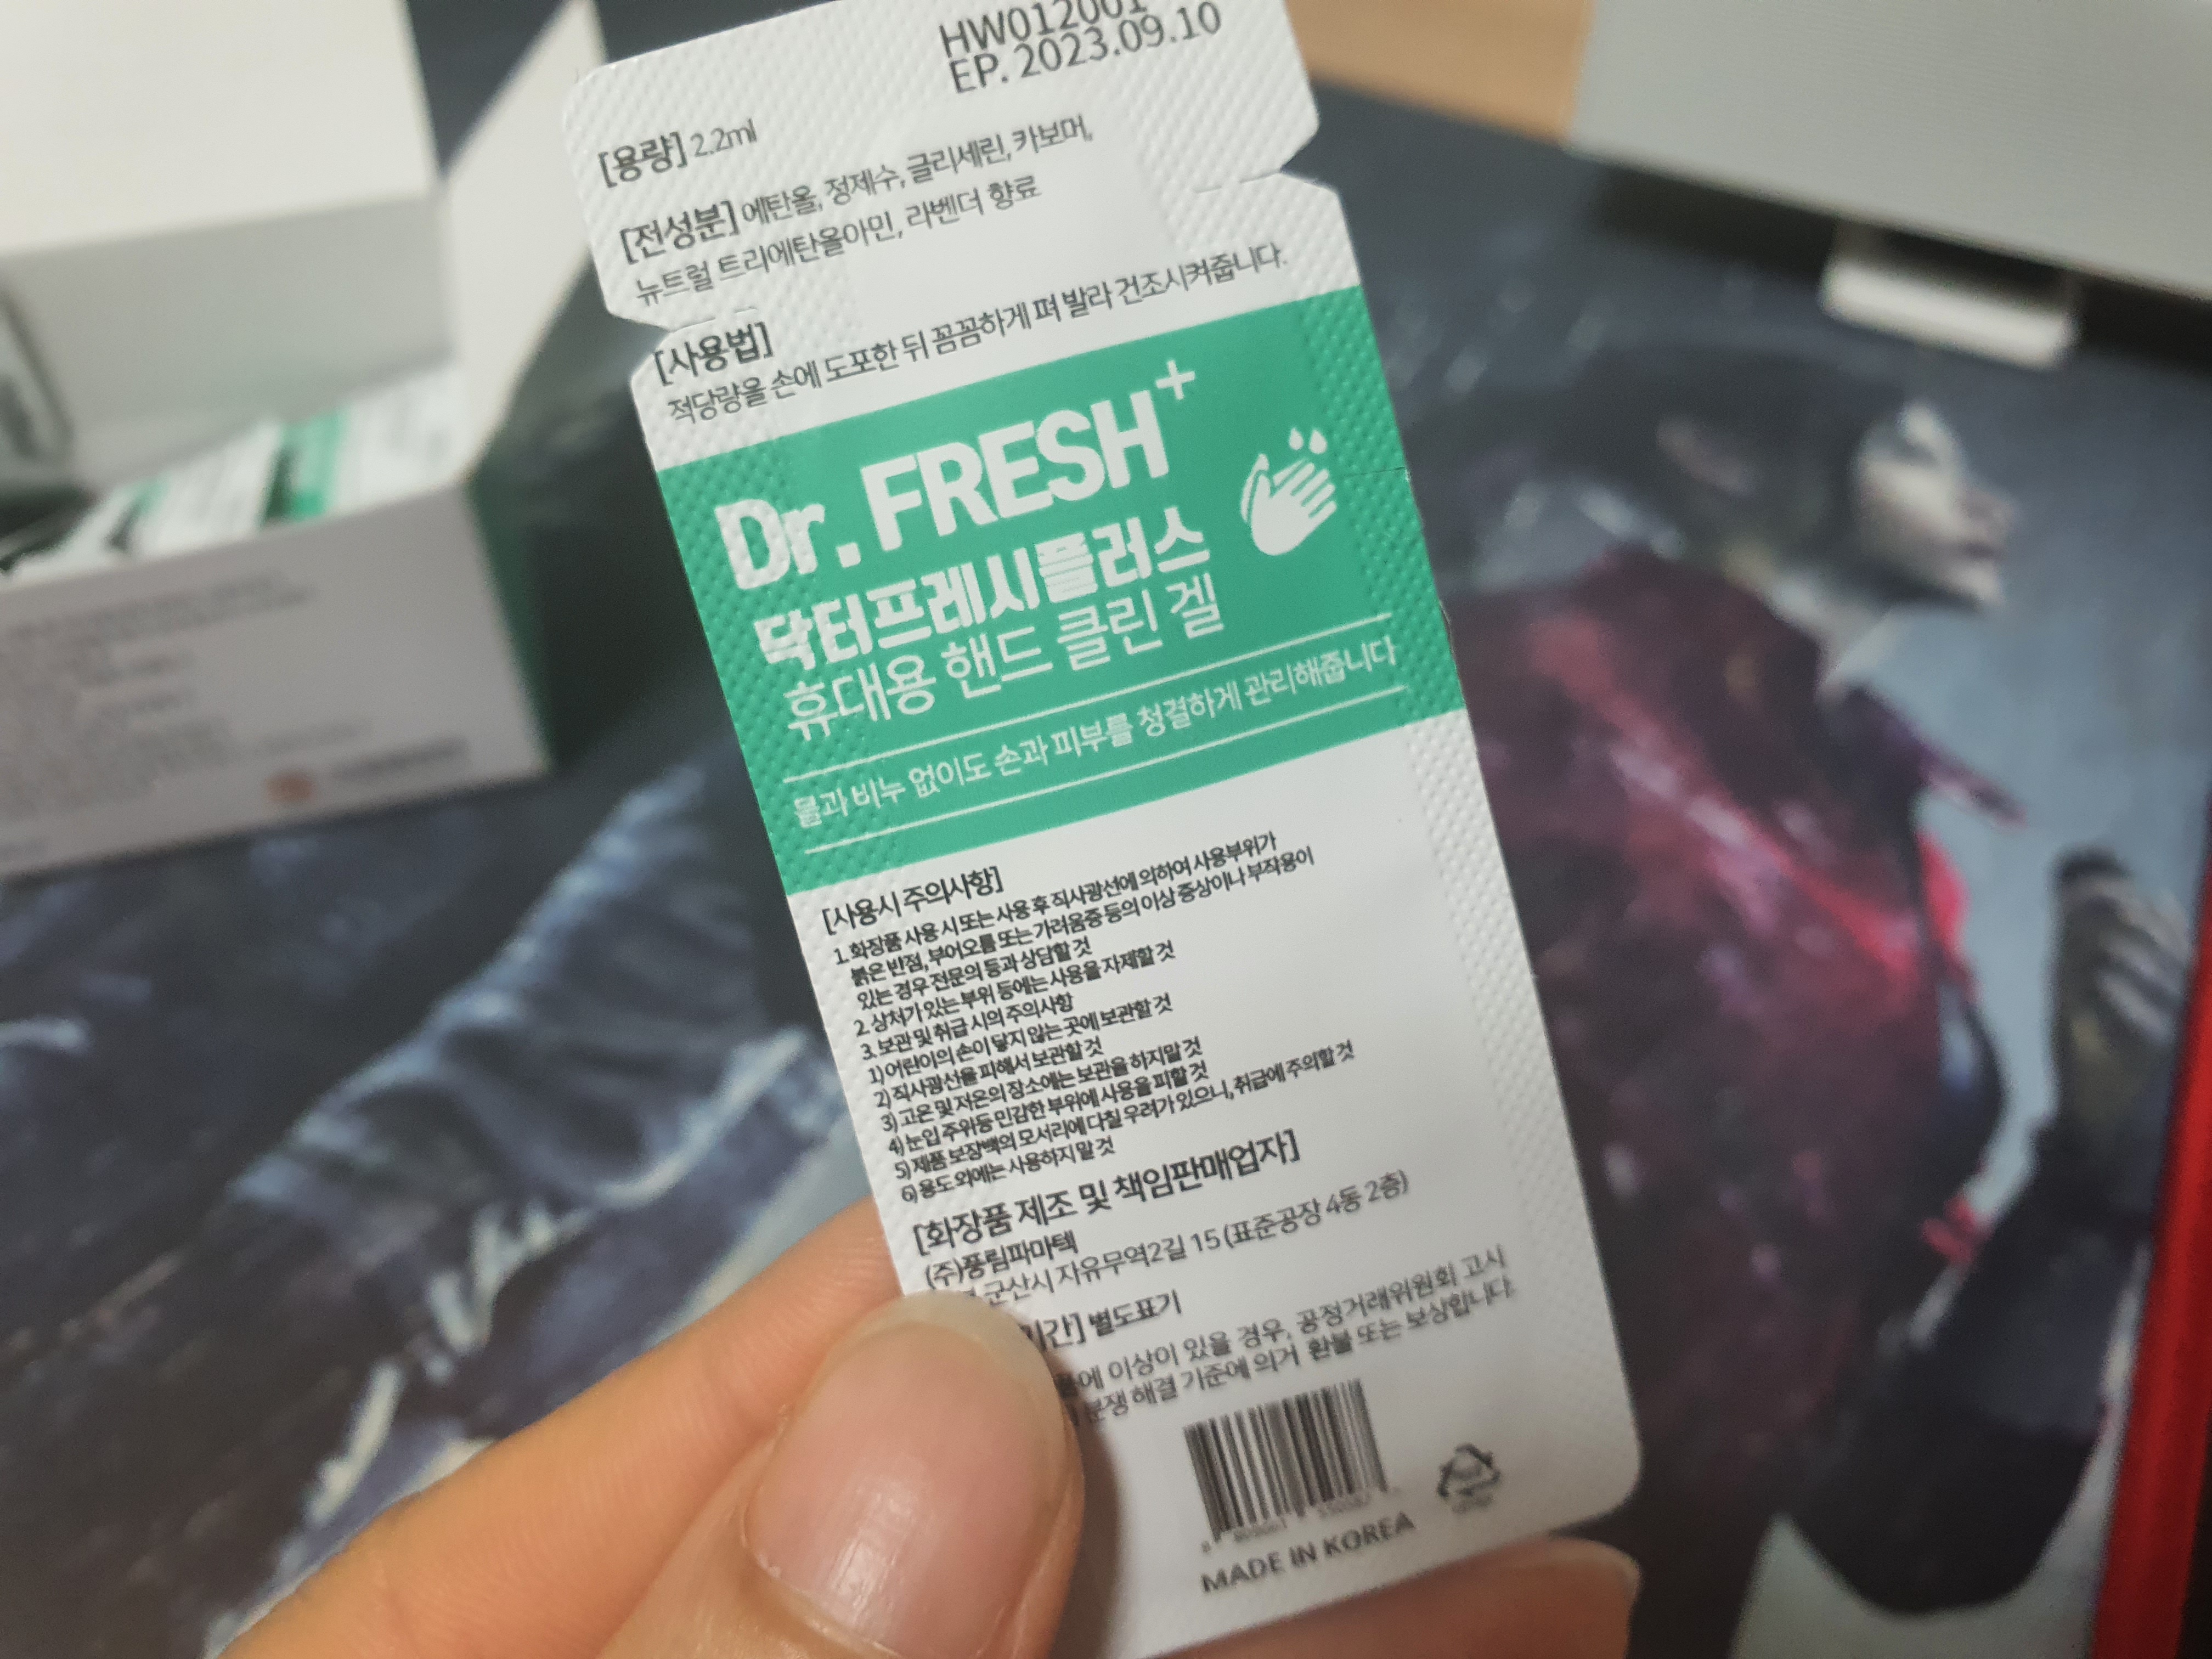 HW012001
EP. 2023.09.10
[용량] 2.2ml
[전성분] 에탄올, 정제수, 글리세린, 카보머,
뉴트럴 트리에탄올아민, 라벤더 향료
[사용법]
적당량을 손에 도포한 뒤 꼼꼼하게 펴 발라 건조시켜줍니다.
Dr. FRESH+
닥터프레시플러스
휴대용 핸드 클린 겔
물과 비누 없이도 손과 피부를 청결하게 관리해줍니다
[사용시 주의사항]
1. 화장품 사용 시 또는 사용 후 직사광선에 의하여 사용부위가
붉은 반점, 부어오름 또는 가려움증 등의 이상 증상이나 부작용이
있는 경우 전문의 등과 상담할 것
2. 상처가 있는 부위 등에는 사용을 자제할 것
3. 보관 및 취급 시의 주의사항
1) 어린이의 손이 닿지 않는 곳에 보관할 것
2) 직사광선을 피해서 보관할 것
3) 고온 및 저온의 장소에는 보관을 하지말 것
4) 눈입 주위등 민감한 부위에 사용을 피할 것
5) 제품 보장백의 모서리에 다칠 우려가 있으니, 취급에 주의할 것
6) 용도 외에는 사용하지 말 것
[화장품 제조 및 책임판매업자]
(주)풍림파마텍
군산시 자유무역2길 15 (표준공장 4동 2층)
기간] 별도표기
에 이상이 있을 경우, 공정거래위원회 고시
분쟁 해결 기준에 의거 환불 또는 보상합니다.
MADE IN KOREA